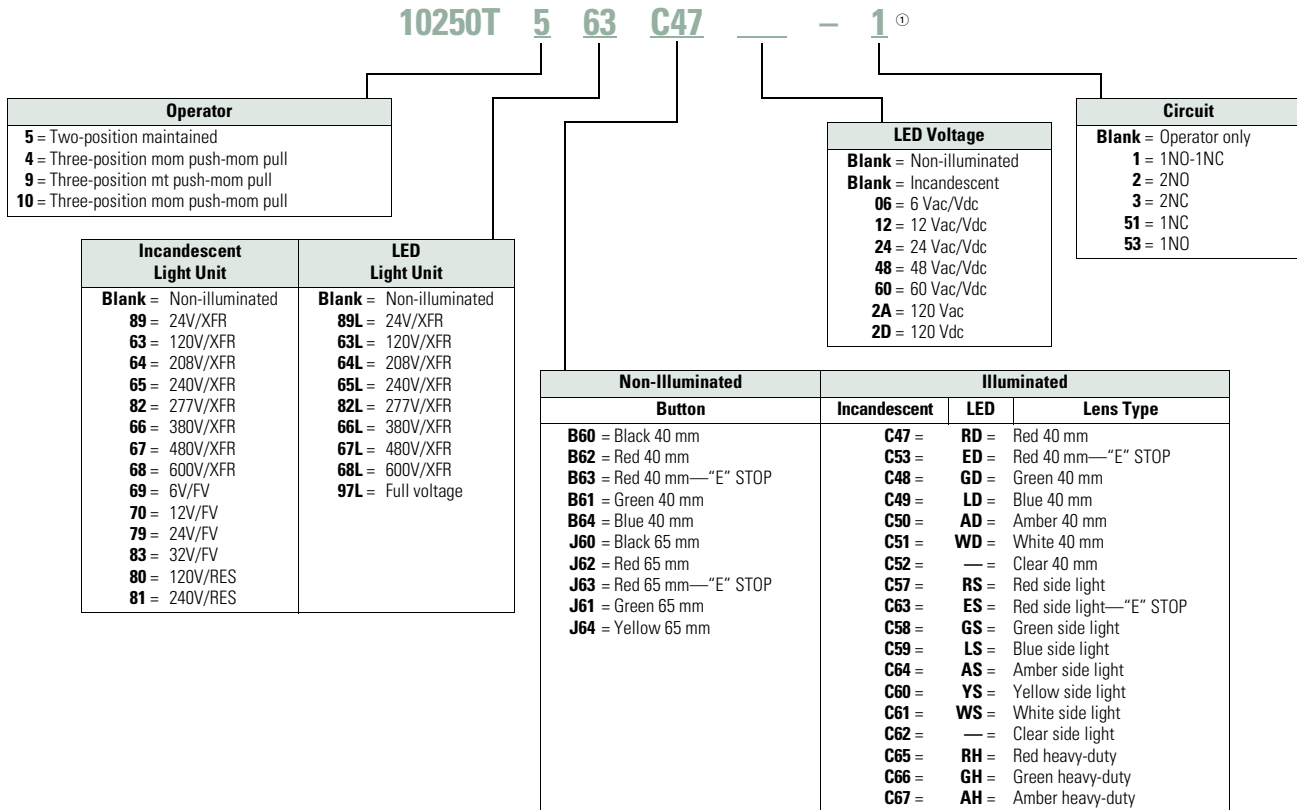 10250T 5 63 C47 – 1 ①
Operator
5 = Two-position maintained
4 = Three-position mom push-mom pull
9 = Three-position mt push-mom pull
10 = Three-position mom push-mom pull
Incandescent Light Unit
Blank = Non-illuminated
89 = 24V/XFR
63 = 120V/XFR
64 = 208V/XFR
65 = 240V/XFR
82 = 277V/XFR
66 = 380V/XFR
67 = 480V/XFR
68 = 600V/XFR
69 = 6V/FV
70 = 12V/FV
79 = 24V/FV
83 = 32V/FV
80 = 120V/RES
81 = 240V/RES
LED Light Unit
Blank = Non-illuminated
89L = 24V/XFR
63L = 120V/XFR
64L = 208V/XFR
65L = 240V/XFR
82L = 277V/XFR
66L = 380V/XFR
67L = 480V/XFR
68L = 600V/XFR
97L = Full voltage
LED Voltage
Blank = Non-illuminated
Blank = Incandescent
06 = 6 Vac/Vdc
12 = 12 Vac/Vdc
24 = 24 Vac/Vdc
48 = 48 Vac/Vdc
60 = 60 Vac/Vdc
2A = 120 Vac
2D = 120 Vdc
Circuit
Blank = Operator only
1 = 1NO-1NC
2 = 2NO
3 = 2NC
51 = 1NC
53 = 1NO
Non-Illuminated
Button
B60 = Black 40 mm
B62 = Red 40 mm
B63 = Red 40 mm—“E” STOP
B61 = Green 40 mm
B64 = Blue 40 mm
J60 = Black 65 mm
J62 = Red 65 mm
J63 = Red 65 mm—“E” STOP
J61 = Green 65 mm
J64 = Yellow 65 mm
Illuminated
Incandescent LED Lens Type
C47 = RD = Red 40 mm
C53 = ED = Red 40 mm—“E” STOP
C48 = GD = Green 40 mm
C49 = LD = Blue 40 mm
C50 = AD = Amber 40 mm
C51 = WD = White 40 mm
C52 = — = Clear 40 mm
C57 = RS = Red side light
C63 = ES = Red side light—“E” STOP
C58 = GS = Green side light
C59 = LS = Blue side light
C64 = AS = Amber side light
C60 = YS = Yellow side light
C61 = WS = White side light
C62 = — = Clear side light
C65 = RH = Red heavy-duty
C66 = GH = Green heavy-duty
C67 = AH = Amber heavy-duty